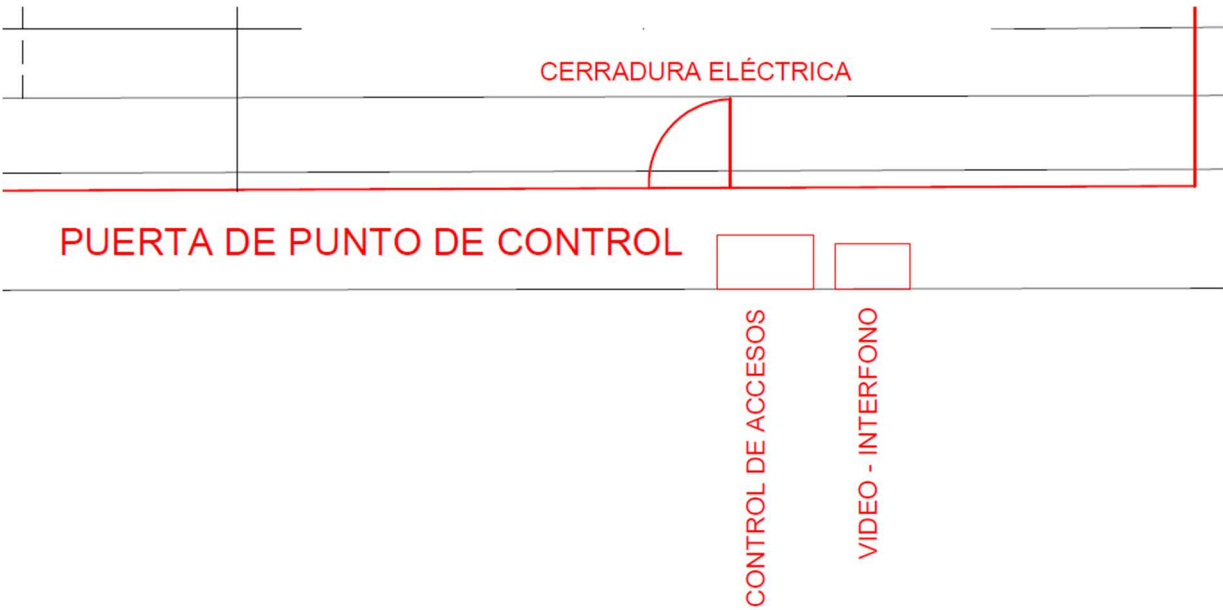 CERRADURA ELÉCTRICA
PUERTA DE PUNTO DE CONTROL
CONTROL DE ACCESOS
VIDEO - INTERFONO